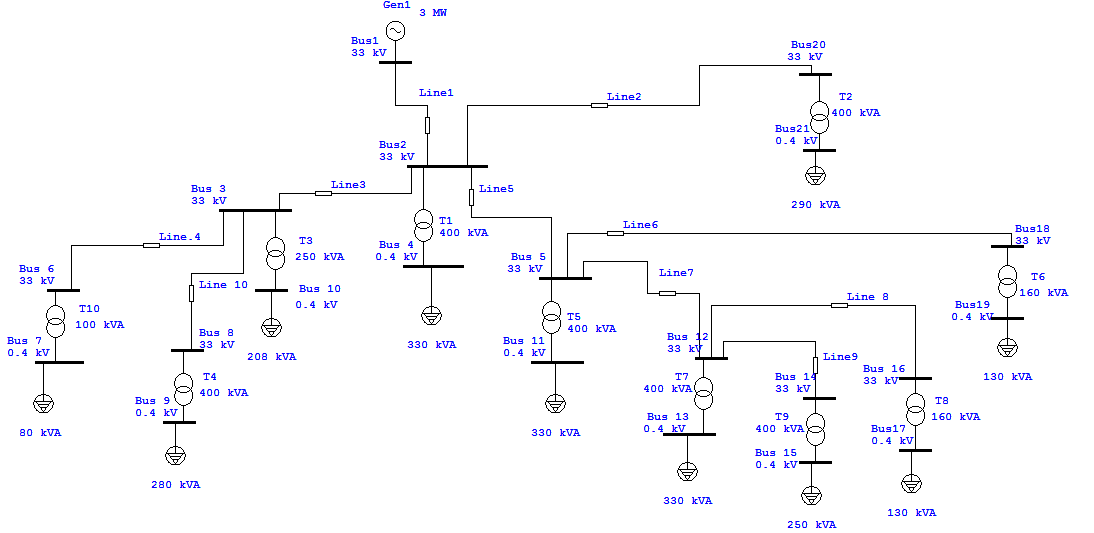 Gen1
3 MW
Bus1
33 kV
Line1
Bus20
33 kV
Line2
T2
400 kVA
Bus21
0.4 kV
290 kVA
Bus2
33 kV
Line3
Line5
Bus 3
33 kV
T1
400 kVA
Bus 4
0.4 kV
330 kVA
Line.4
T3
250 kVA
Bus 6
33 kV
T10
100 kVA
Bus 7
0.4 kV
80 kVA
Line 10
Bus 10
0.4 kV
208 kVA
Bus 8
33 kV
T4
400 kVA
Bus 9
0.4 kV
280 kVA
Line6
Bus18
33 kV
T6
160 kVA
Bus19
0.4 kV
130 kVA
Bus 5
33 kV
Line7
T5
400 kVA
Bus 11
0.4 kV
330 kVA
Line 8
Bus 12
33 kV
Line9
T7
400 kVA
Bus 13
0.4 kV
330 kVA
Bus 14
33 kV
T9
400 kVA
Bus 15
0.4 kV
250 kVA
Bus 16
33 kV
T8
160 kVA
Bus17
0.4 kV
130 kVA